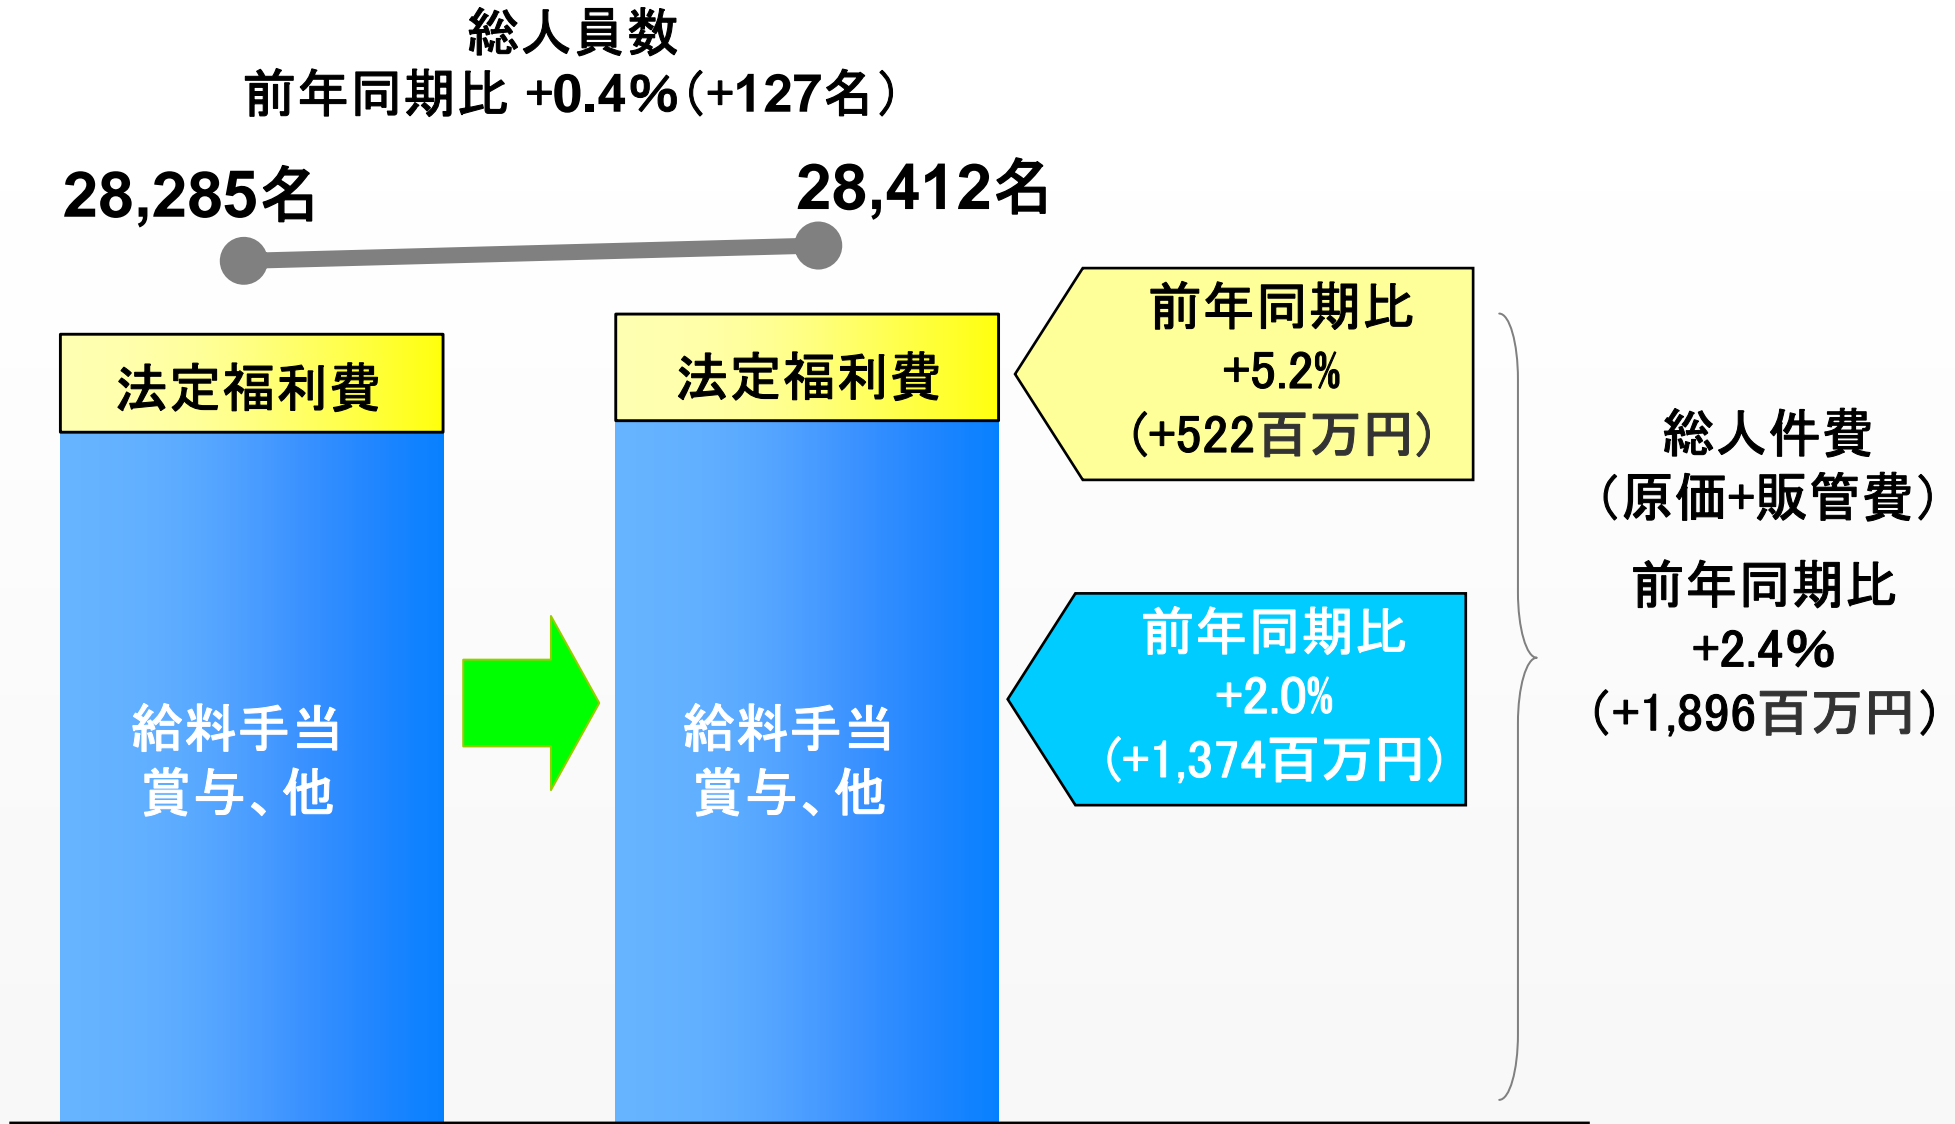 総人員数
前年同期比 +0.4%（+127名）
28,285名
28,412名
法定福利費
法定福利費
前年同期比
+5.2%
（+522百万円）
総人件費
（原価+販管費）
前年同期比
+2.4%
（+1,896百万円）
前年同期比
+2.0%
（+1,374百万円）
給料手当
賞与、他
給料手当
賞与、他